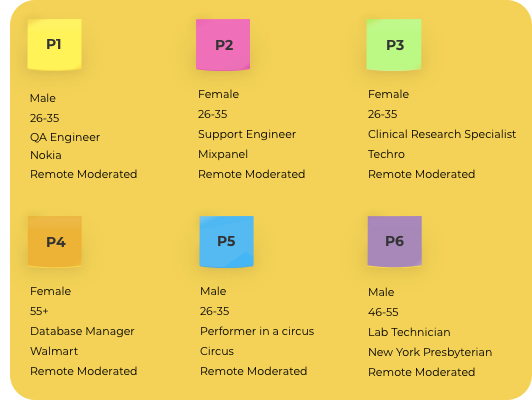 P1
Male
26-35
QA Engineer
Nokia
Remote Moderated
P2
Female
26-35
Support Engineer
Mixpanel
Remote Moderated
P3
Female
26-35
Clinical Research Specialist
Techro
Remote Moderated
P4
Female
55+
Database Manager
Walmart
Remote Moderated
P5
Male
26-35
Performer in a circus
Circus
Remote Moderated
P6
Male
46-55
Lab Technician
New York Presbyterian
Remote Moderated